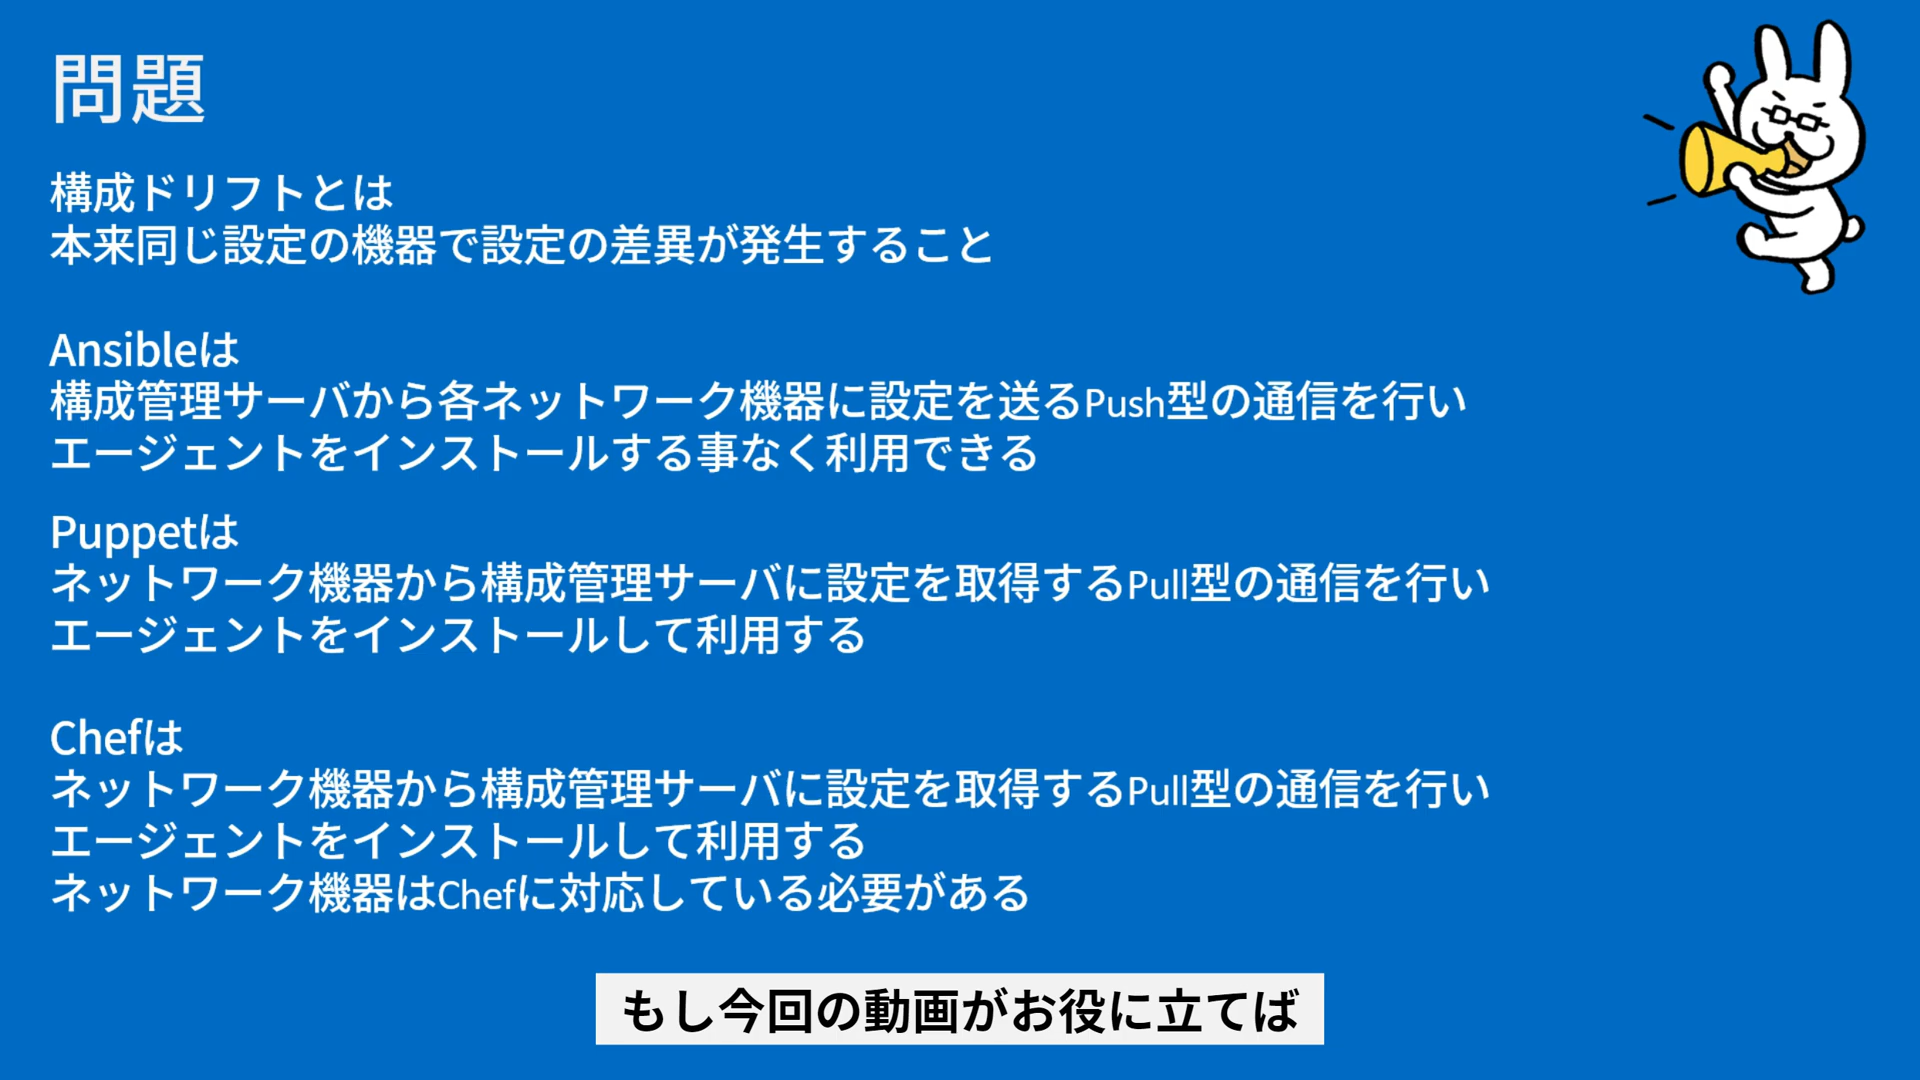 問題
構成ドリフトとは
本来同じ設定の機器で設定の差異が発生すること
Ansibleは
構成管理サーバから各ネットワーク機器に設定を送るPush型の通信を行い
エージェントをインストールする事なく利用できる
Puppetは
ネットワーク機器から構成管理サーバに設定を取得するPull型の通信を行い
エージェントをインストールして利用する
Chefは
ネットワーク機器から構成管理サーバに設定を取得するPull型の通信を行い
エージェントをインストールして利用する
ネットワーク機器はChefに対応している必要がある
もし今回の動画がお役に立てば